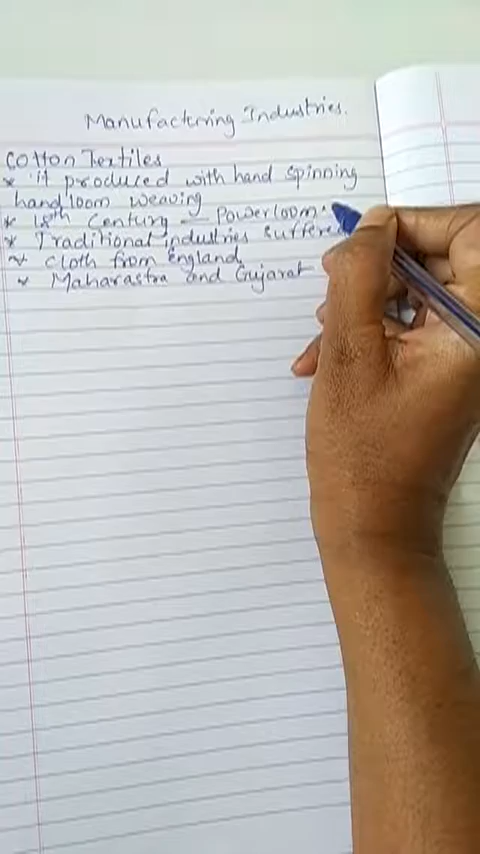 Manufacturing Industries.
Cotton Textiles
* it produced with hand spinning
handloom weaving
* 18th Century - Powerloom.
* Traditional industries suffere
* cloth from England
* Maharastra and Gujarat